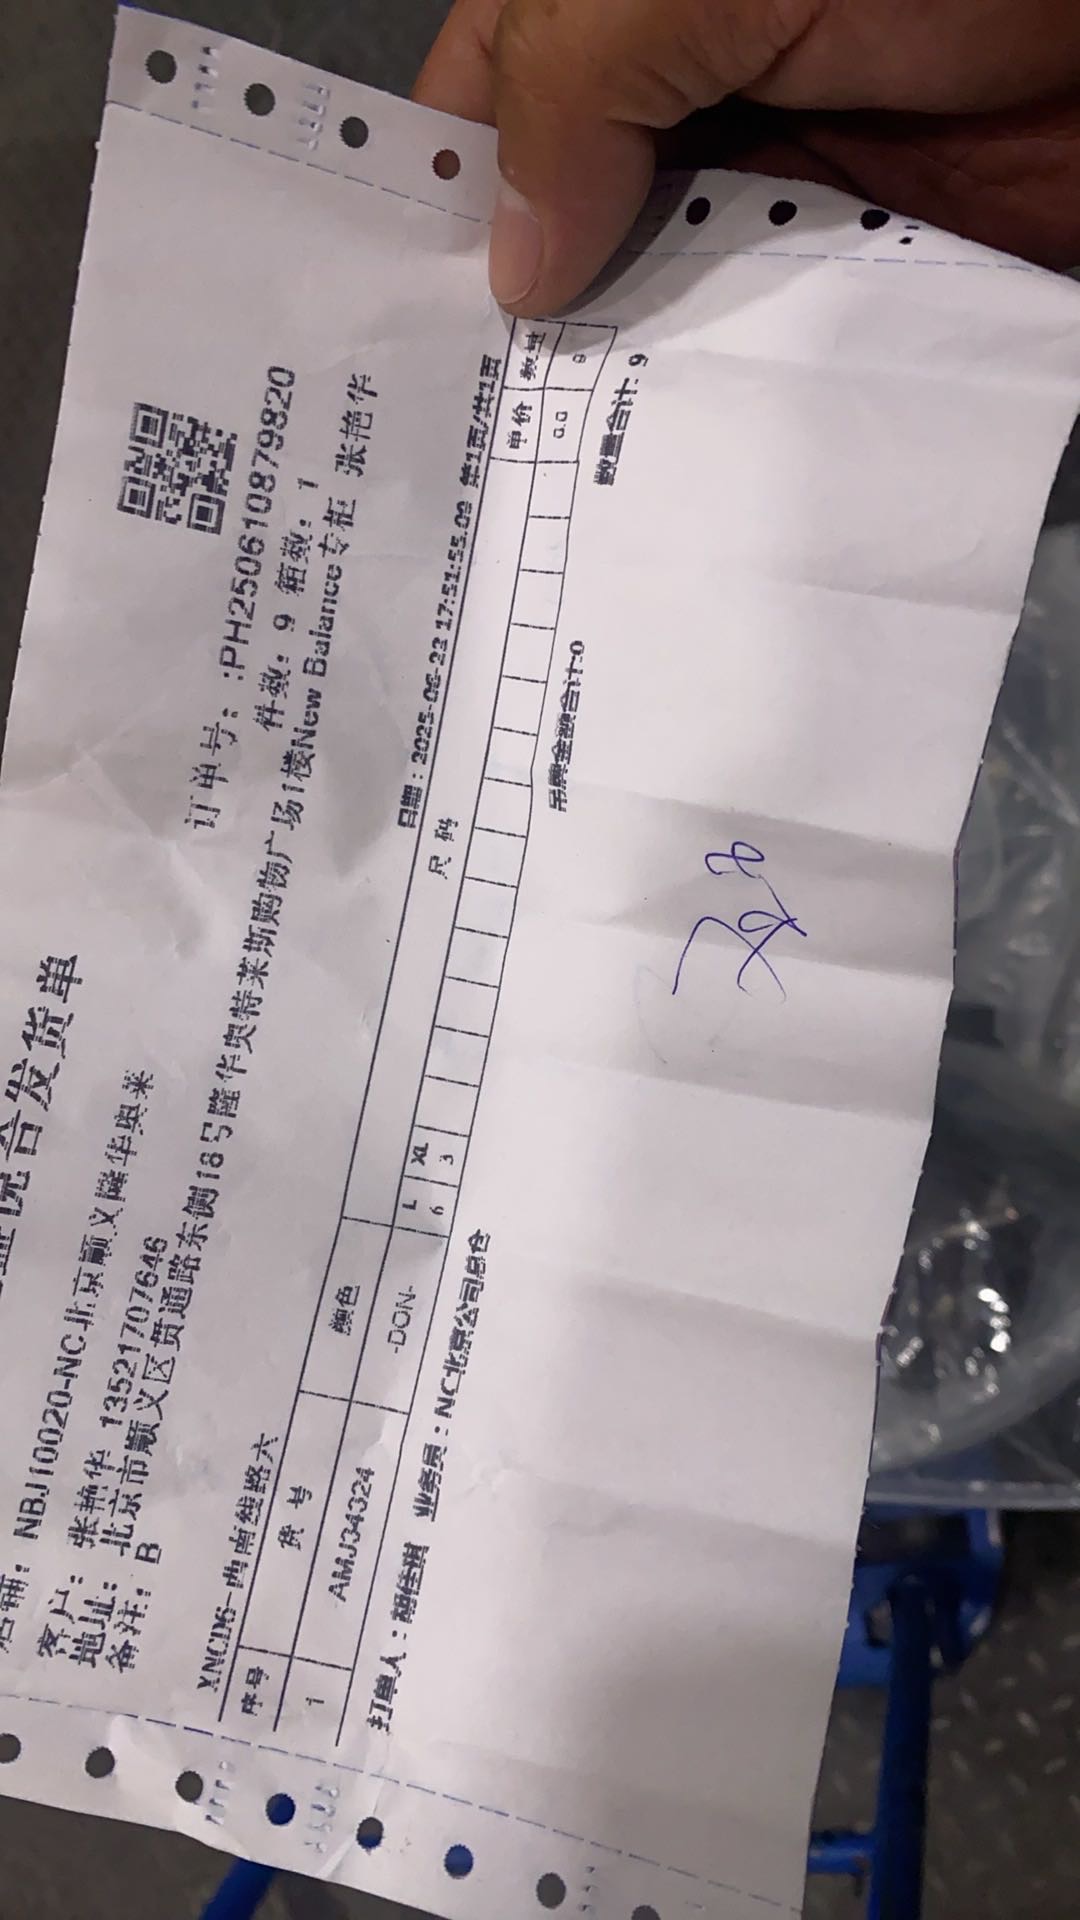 发货单
订单号：:PH250610879820
店铺：NBJ10020-NC北京顺义隆华奥莱
件数：9 箱数：1
客户：张艳华 13521707646
地址：北京市顺义区贯通路东侧18号隆华奥特莱斯购物广场1楼New Balance专柜 张艳华
备注：B
XNCD6-西南线路六 日期：2025-06-22 17:51:55.09 第1页/共1页
序号 货号 颜色 尺码 单价 数量
L XL
1 AMJ34324 -DON- 6 3 0.0 9
打单人：胡佳琪 业务员：NC北京公司总仓 吊牌金额合计:0 数量合计: 9